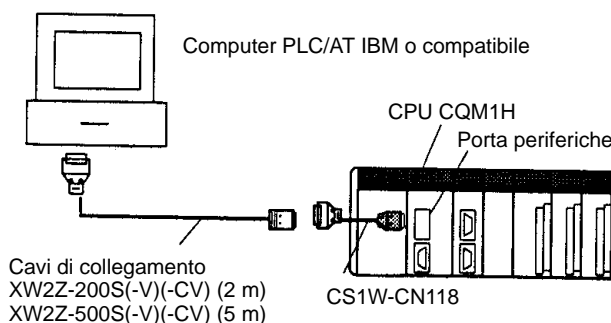 Computer PLC/AT IBM o compatibile
CPU CQM1H
Porta periferiche
Cavi di collegamento
XW2Z-200S(-V)(-CV) (2 m)
XW2Z-500S(-V)(-CV) (5 m)
CS1W-CN118